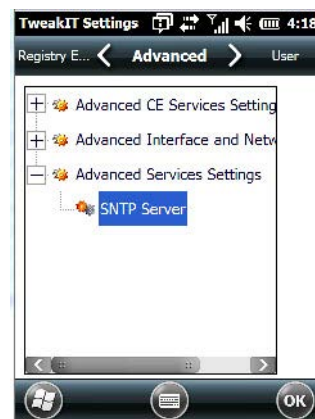 TweakIT Settings 4:18
Registry E... Advanced User
Advanced CE Services Setting
Advanced Interface and Netw
Advanced Services Settings
SNTP Server
OK